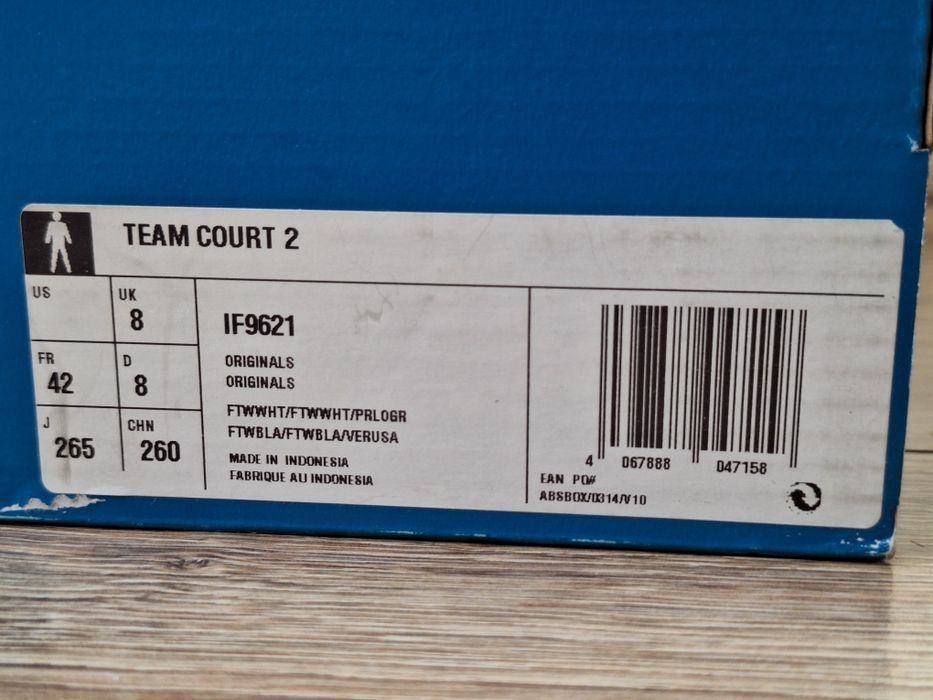 TEAM COURT 2
US
UK
8
FR
42
D
8
J
265
CHN
260
IF9621
ORIGINALS
ORIGINALS
FTWWHT/FTWWHT/PRLOGR
FTWBLA/FTWBLA/VERUSA
MADE IN INDONESIA
FABRIQUE AU INDONESIA
4 067888 047158
EAN PO#
ABSBOX/0314/V10